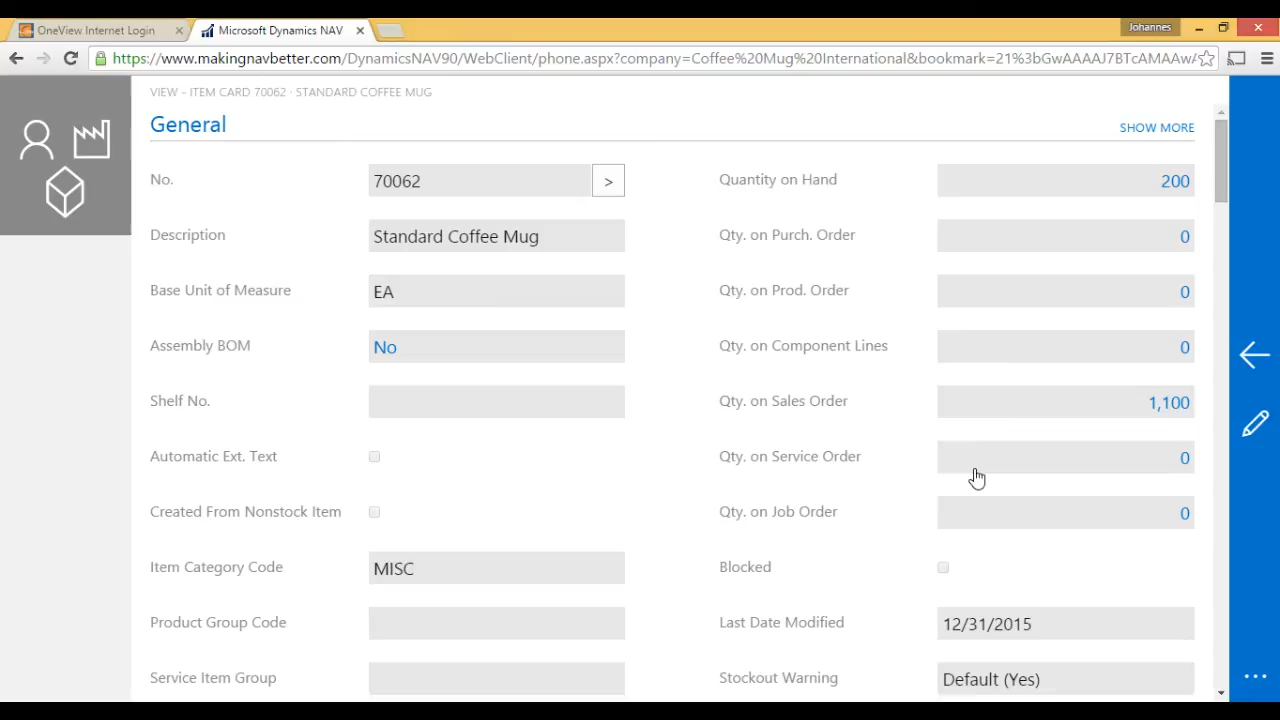 OneView Internet Login
Microsoft Dynamics NAV
Johannes
https://www.makingnavbetter.com/DynamicsNAV90/WebClient/phone.aspx?company=Coffee%20Mug%20International&bookmark=21%3bGwAAAAJ7BTcAMAAwA
VIEW - ITEM CARD 70062 · STANDARD COFFEE MUG
General
SHOW MORE
No.
70062
>
Quantity on Hand
200
Description
Standard Coffee Mug
Qty. on Purch. Order
0
Base Unit of Measure
EA
Qty. on Prod. Order
0
Assembly BOM
No
Qty. on Component Lines
0
Shelf No.
Qty. on Sales Order
1,100
Automatic Ext. Text
Qty. on Service Order
0
Created From Nonstock Item
Qty. on Job Order
0
Item Category Code
MISC
Blocked
Product Group Code
Last Date Modified
12/31/2015
Service Item Group
Stockout Warning
Default (Yes)